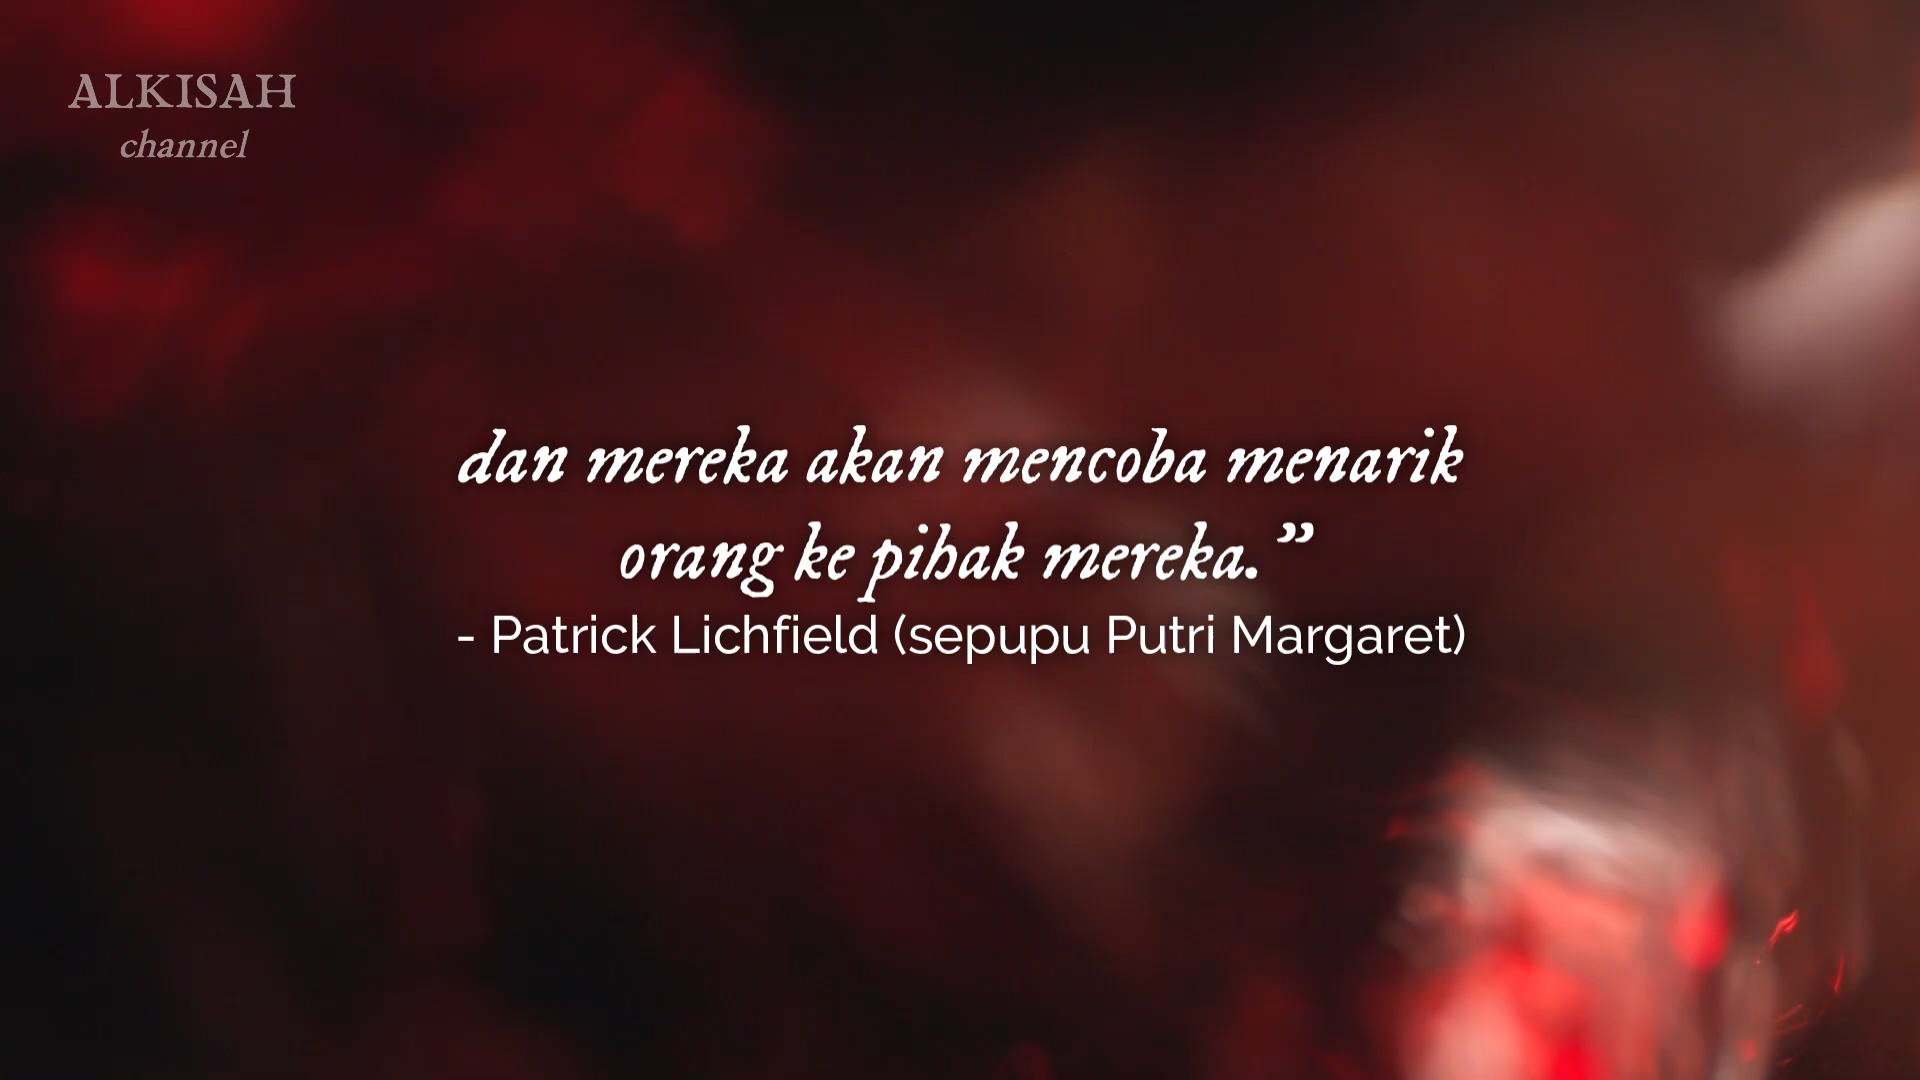 ALKISAH
channel
dan mereka akan mencoba menarik
orang ke pihak mereka.”
- Patrick Lichfield (sepupu Putri Margaret)